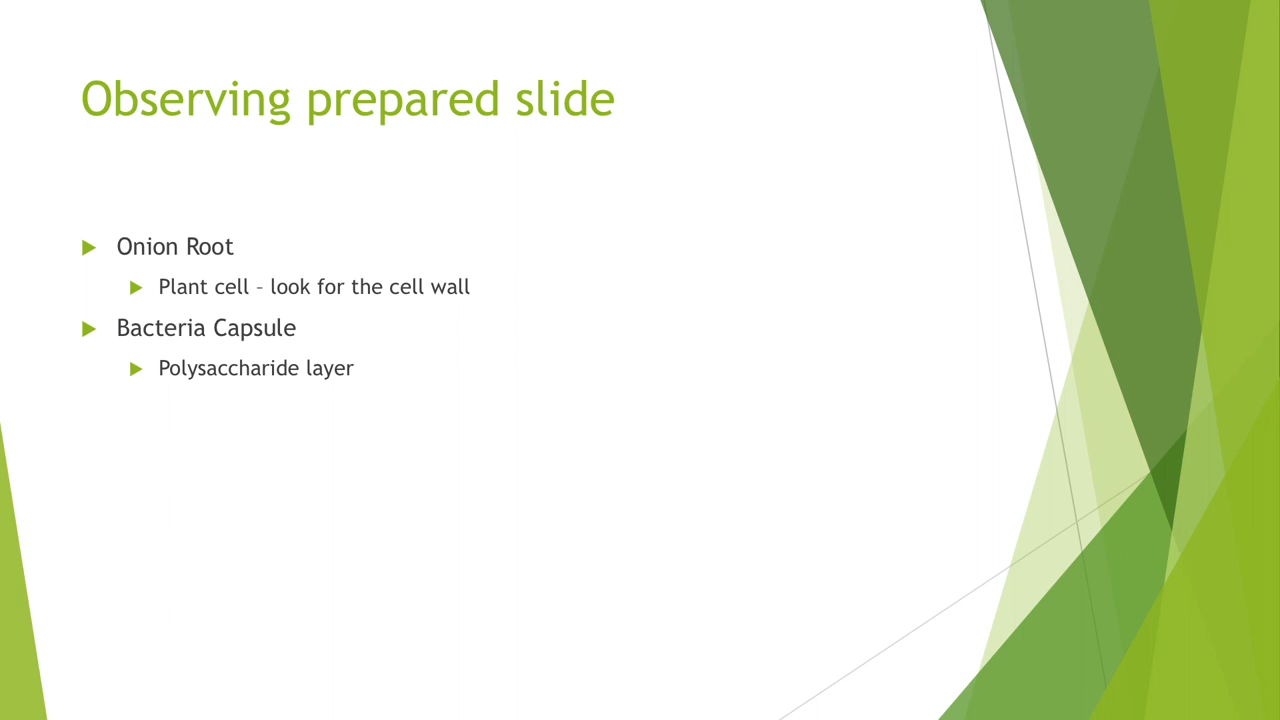 Observing prepared slide
Onion Root
Plant cell – look for the cell wall
Bacteria Capsule
Polysaccharide layer